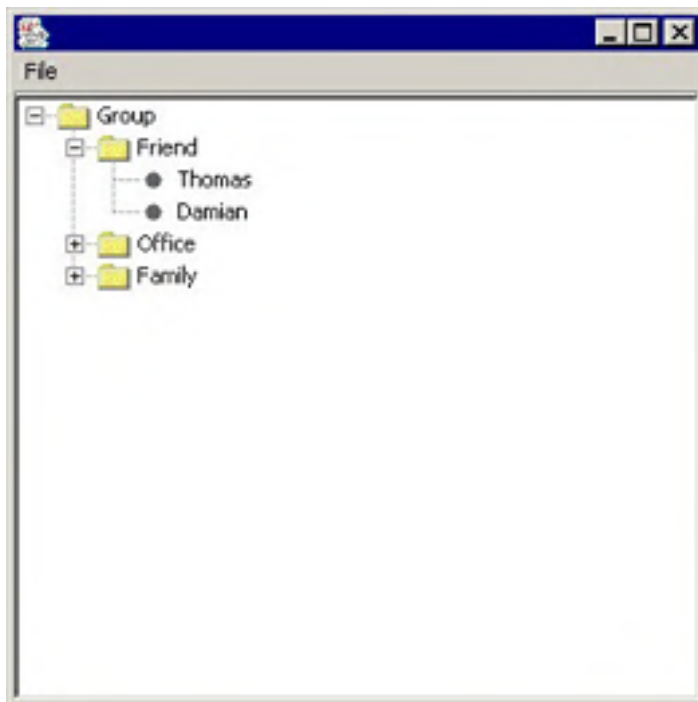 File
Group
Friend
Thomas
Damian
Office
Family